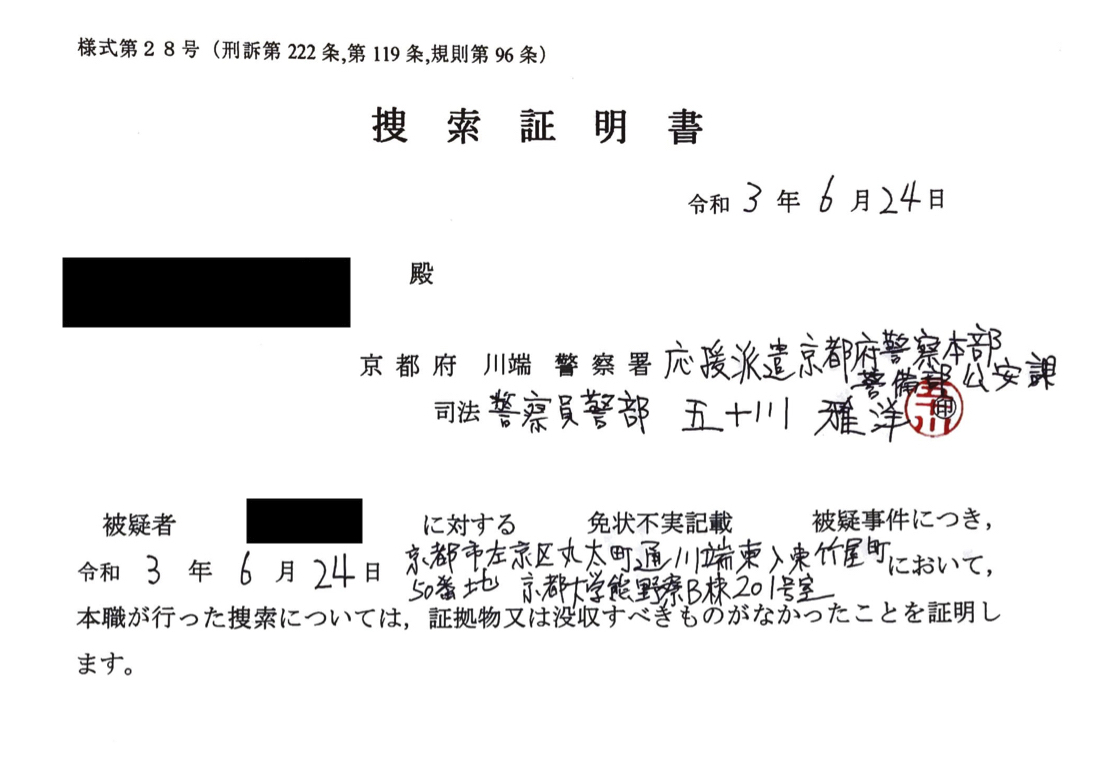 様式第２８号（刑訴第 222 条,第 119 条,規則第 96 条）
捜索証明書
令和 3 年 6 月 24 日
殿
京都府 川端 警察署 応援派遣京都府警察本部
警備部公安課
司法 警察員警部 五十川 雅洋
被疑者 に対する 免状不実記載 被疑事件につき，
令和 3 年 6 月 24 日 京都市左京区丸太町通川端東入東竹屋町
50番地 京都大学熊野寮B棟201号室 において，
本職が行った捜索については，証拠物又は没収すべきものがなかったことを証明し
ます。